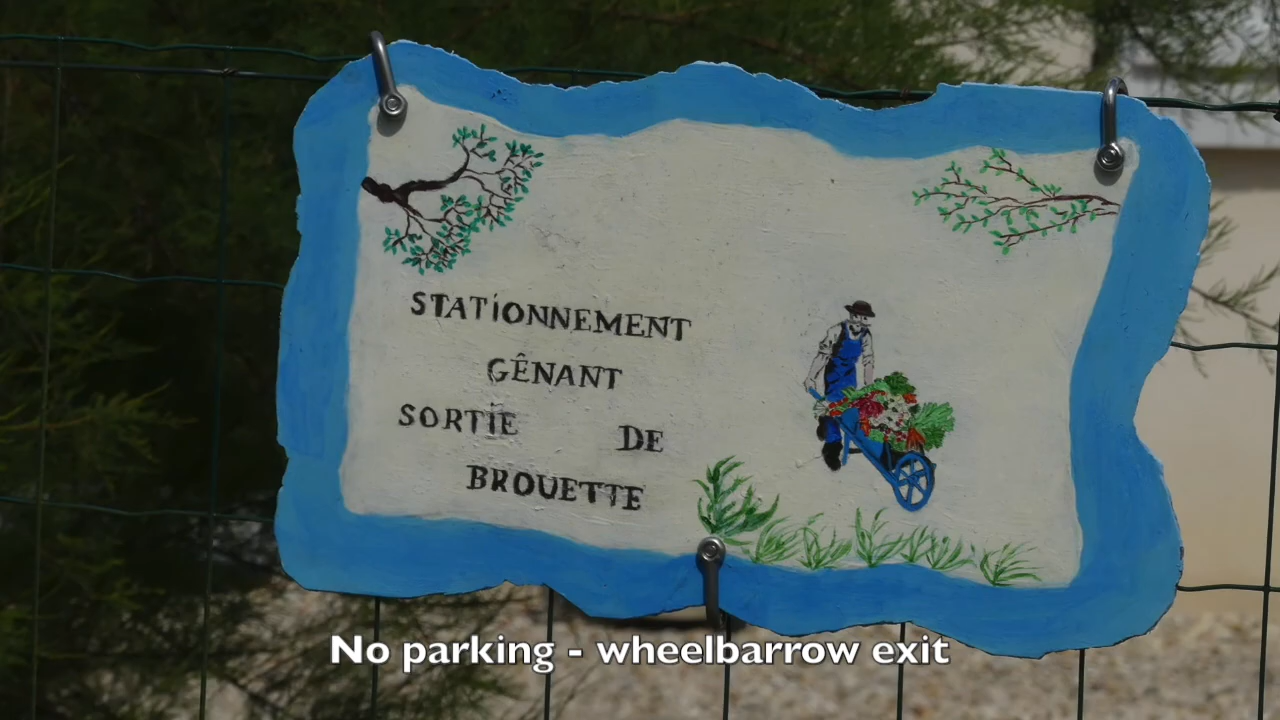 STATiONNEMENT
GÊNANT
SORTiE DE
BROUETTE
No parking - wheelbarrow exit